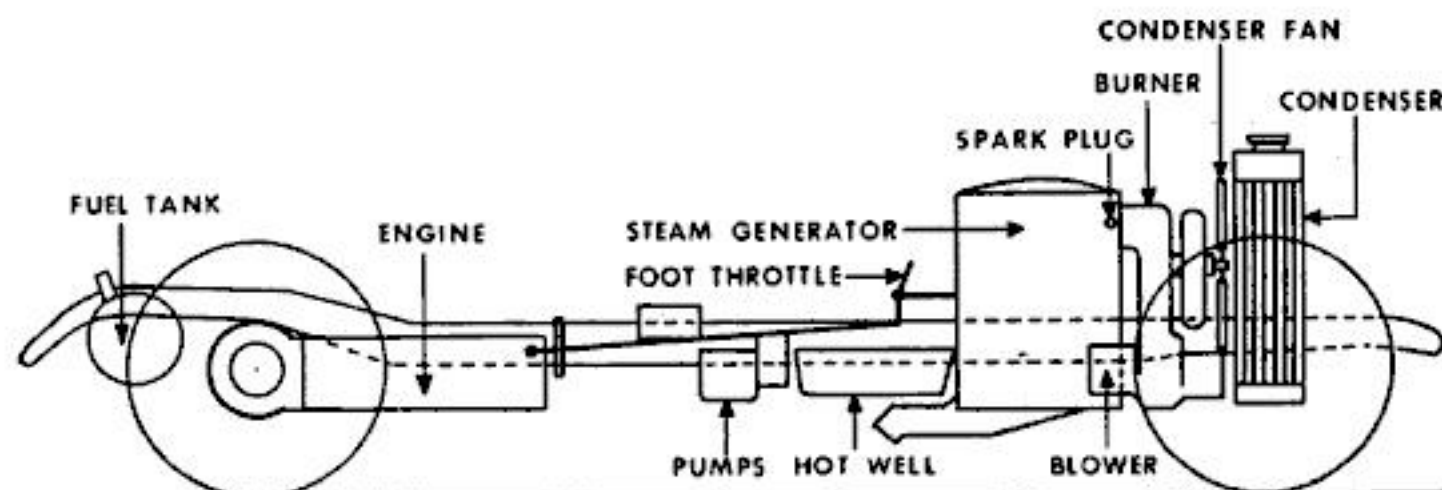 CONDENSER FAN
BURNER
CONDENSER
SPARK PLUG
FUEL TANK
ENGINE
STEAM GENERATOR
FOOT THROTTLE
PUMPS
HOT WELL
BLOWER